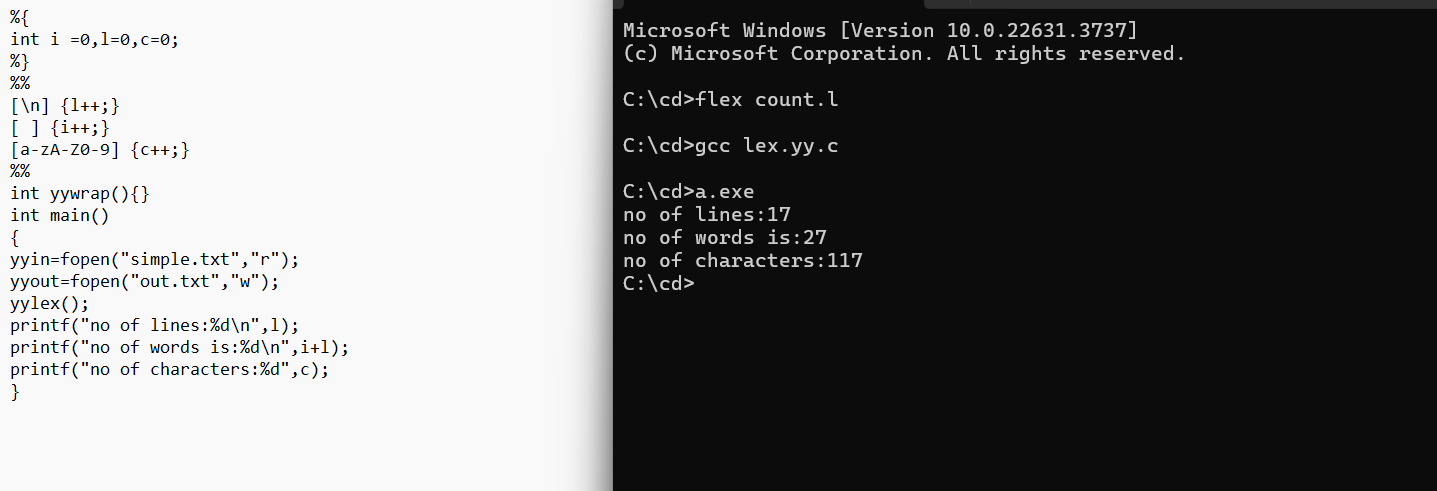 %{
int i =0,l=0,c=0;
%}
%%
[\n] {l++;}
[ ] {i++;}
[a-zA-Z0-9] {c++;}
%%
int yywrap(){}
int main()
{
yyin=fopen("simple.txt","r");
yyout=fopen("out.txt","w");
yylex();
printf("no of lines:%d\n",l);
printf("no of words is:%d\n",i+l);
printf("no of characters:%d",c);
}
Microsoft Windows [Version 10.0.22631.3737]
(c) Microsoft Corporation. All rights reserved.
C:\cd>flex count.l
C:\cd>gcc lex.yy.c
C:\cd>a.exe
no of lines:17
no of words is:27
no of characters:117
C:\cd>